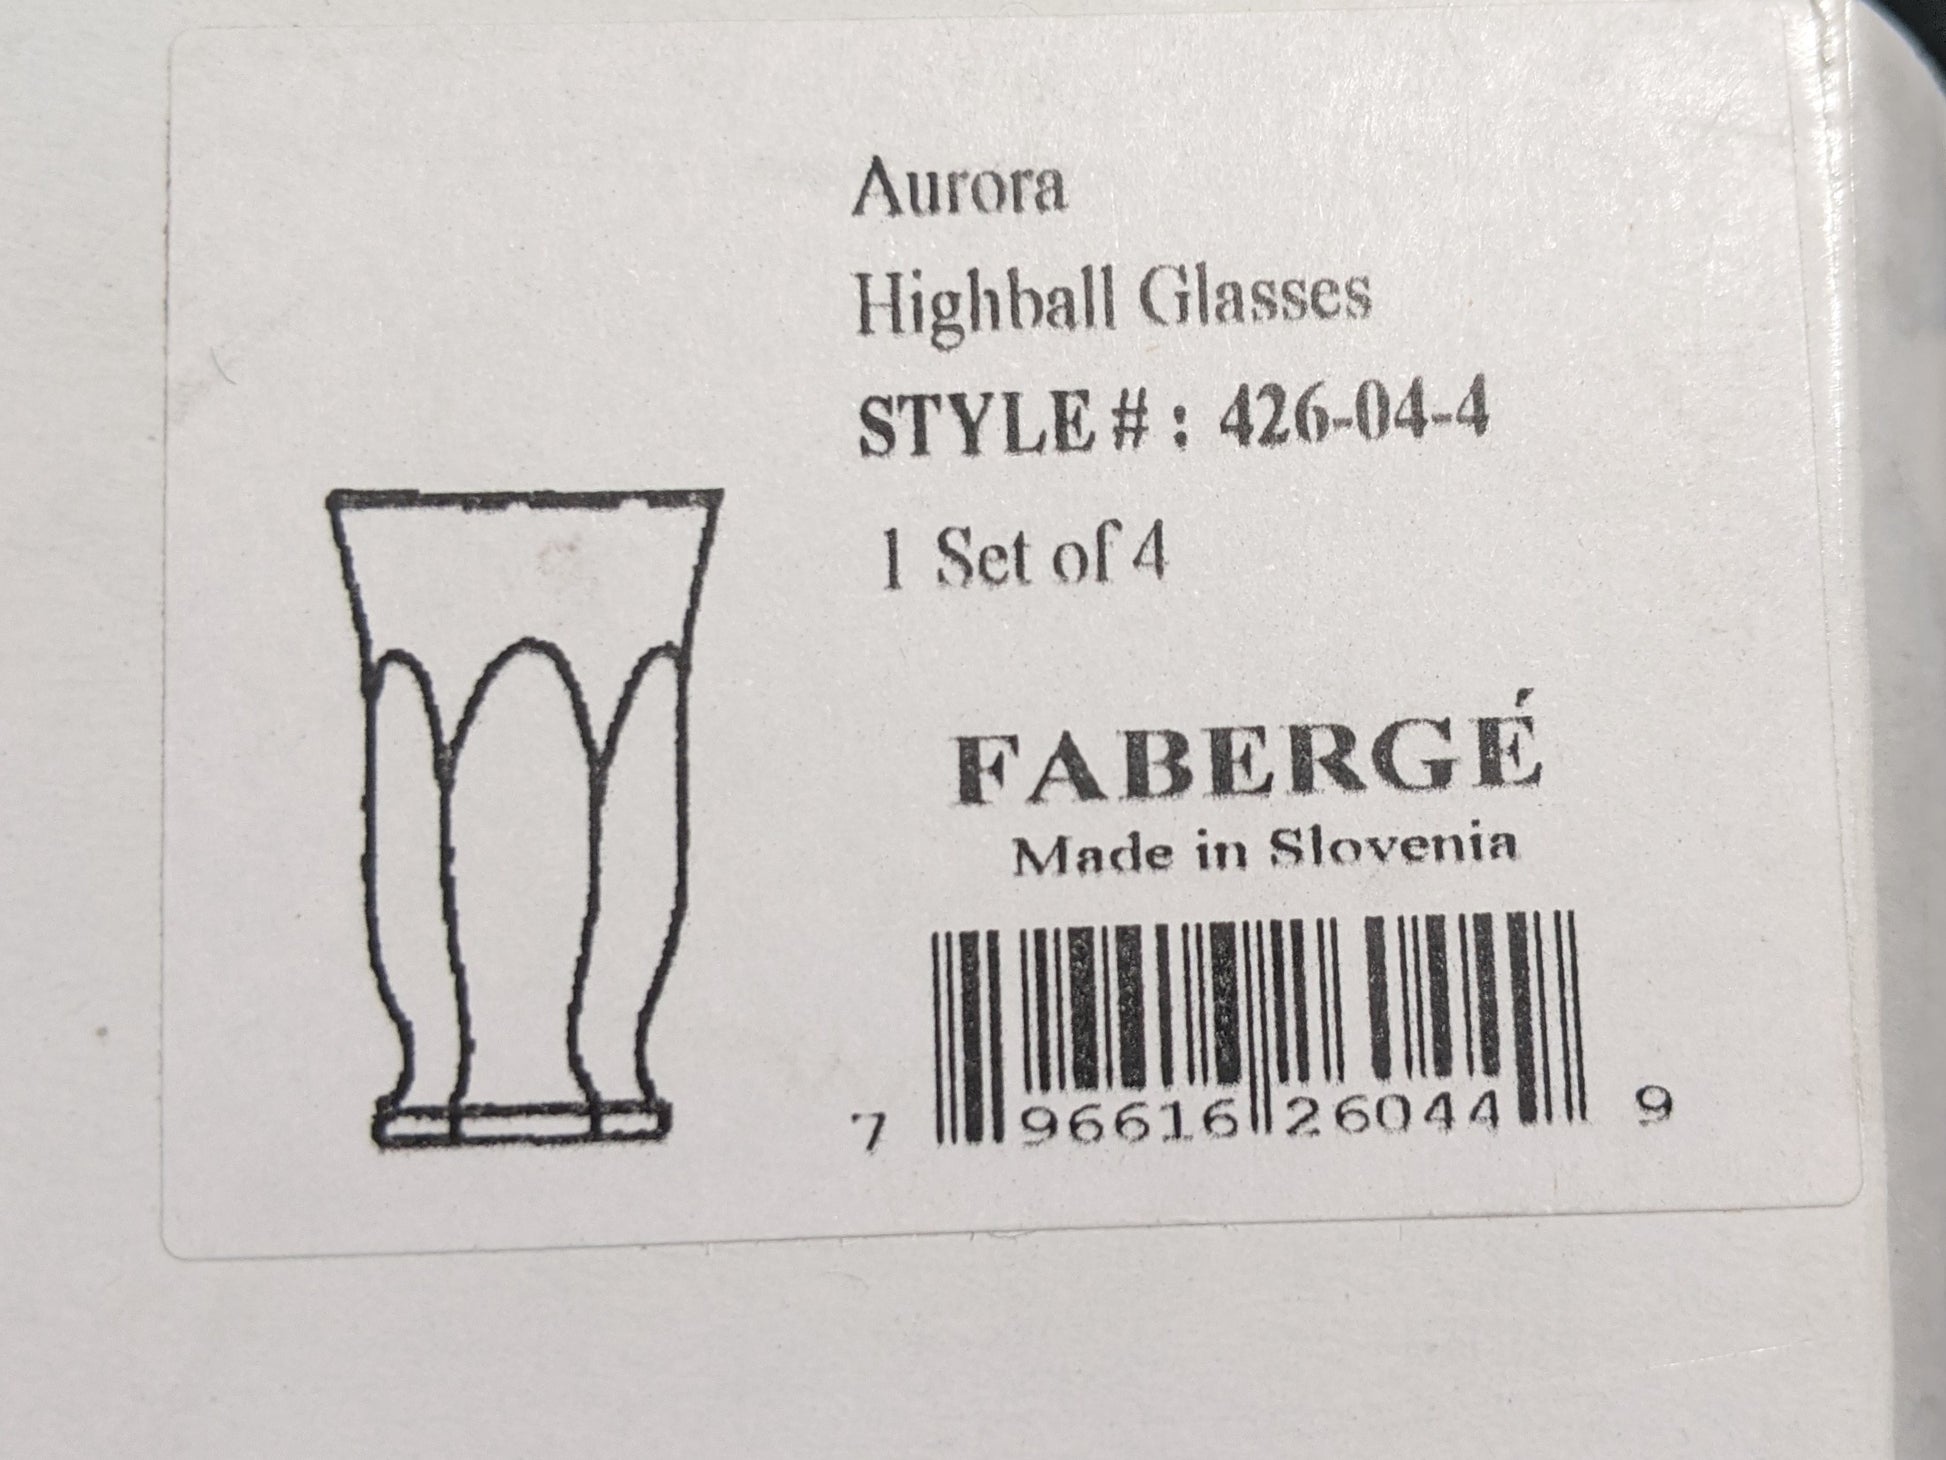 Aurora
Highball Glasses
STYLE # : 426-04-4
1 Set of 4
FABERGÉ
Made in Slovenia
7 96616 26044 9